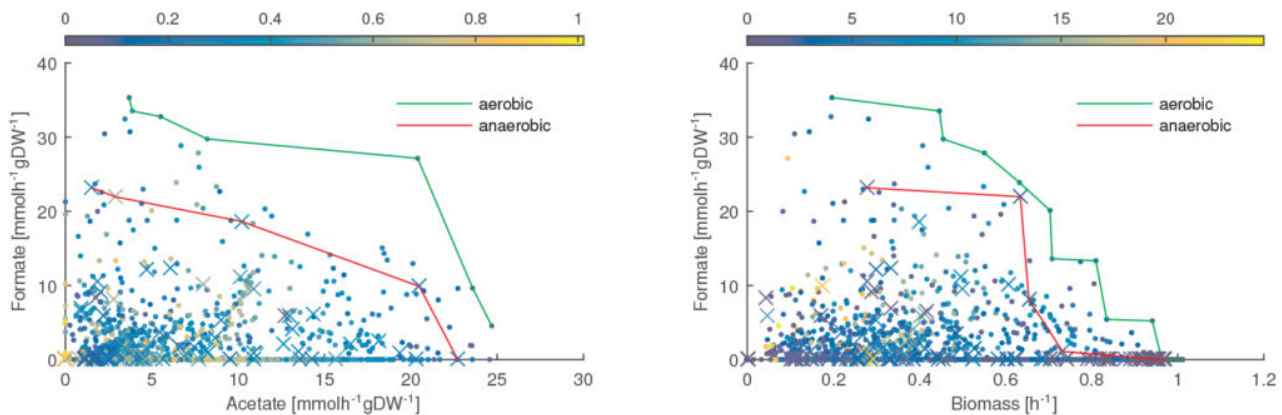 0 0.2 0.4 0.6 0.8 1
40
30
20
10
0
Formate [mmolh⁻¹gDW⁻¹]
aerobic
anaerobic
0 5 10 15 20 25 30
Acetate [mmolh⁻¹gDW⁻¹]
0 5 10 15 20
40
30
20
10
0
Formate [mmolh⁻¹gDW⁻¹]
aerobic
anaerobic
0 0.2 0.4 0.6 0.8 1 1.2
Biomass [h⁻¹]